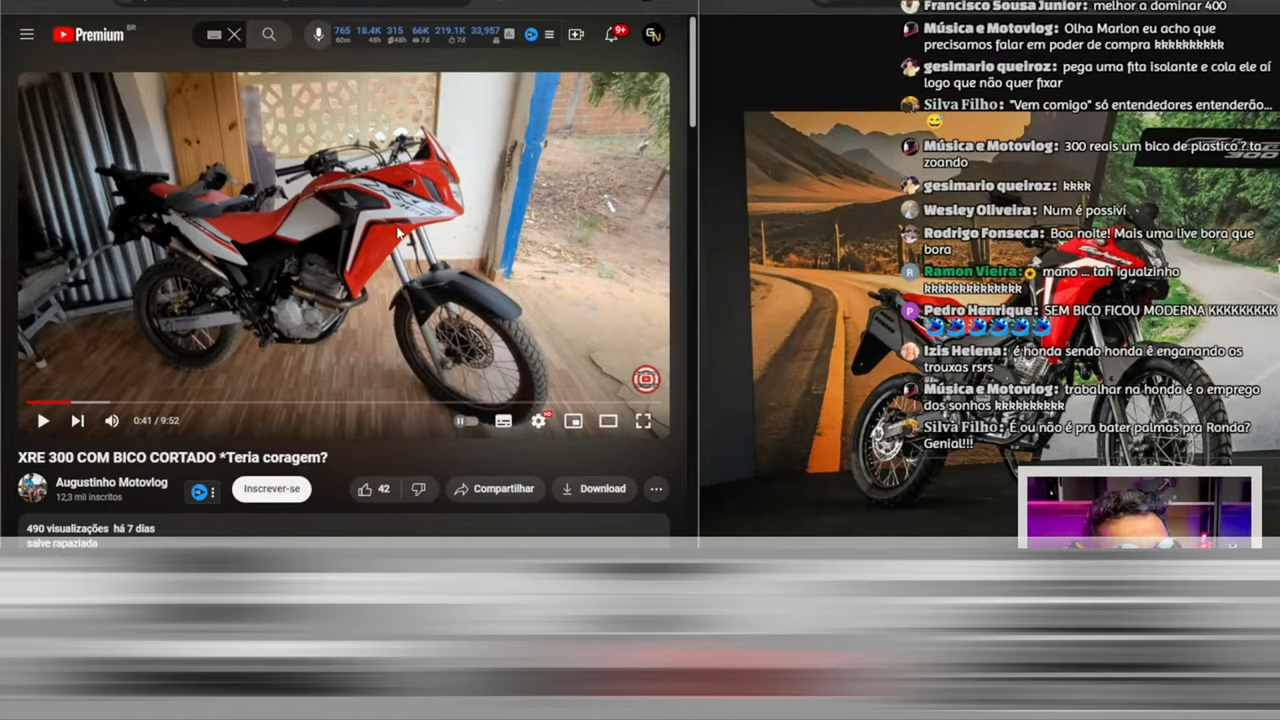 Premium BR
765 18.4K 315 66K 219.1K 33,957
60m 48h 48h 7d 7d
9+
GN
0:41 / 9:52
HD
XRE 300 COM BICO CORTADO *Teria coragem?
Augustinho Motovlog
12,3 mil inscritos
Inscrever-se
42
Compartilhar
Download
490 visualizações há 7 dias
salve rapaziada
Francisco Sousa Junior: melhor a dominar 400
Música e Motovlog: Olha Marlon eu acho que
precisamos falar em poder de compra kkkkkkkkkk
gesimario queiroz: pega uma fita isolante e cola ele aí
logo que não quer fixar
Silva Filho: "Vem comigo" só entendedores entenderão...
Música e Motovlog: 300 reais um bico de plastico ? ta
zoando
gesimario queiroz: kkkk
Wesley Oliveira: Num é possiví
Rodrigo Fonseca: Boa noite! Mais uma live bora que
bora
R Ramon Vieira: mano ... tah igualzinho
kkkkkkkkkkkkk
P Pedro Henrique: SEM BICO FICOU MODERNA KKKKKKKKK
Izis Helena: é honda sendo honda ê enganando os
trouxas rsrs
Música e Motovlog: trabalhar na honda é o emprego
dos sonhos kkkkkkkkkk
Silva Filho: É ou não é pra bater palmas pra Ronda?
Genial!!!
300